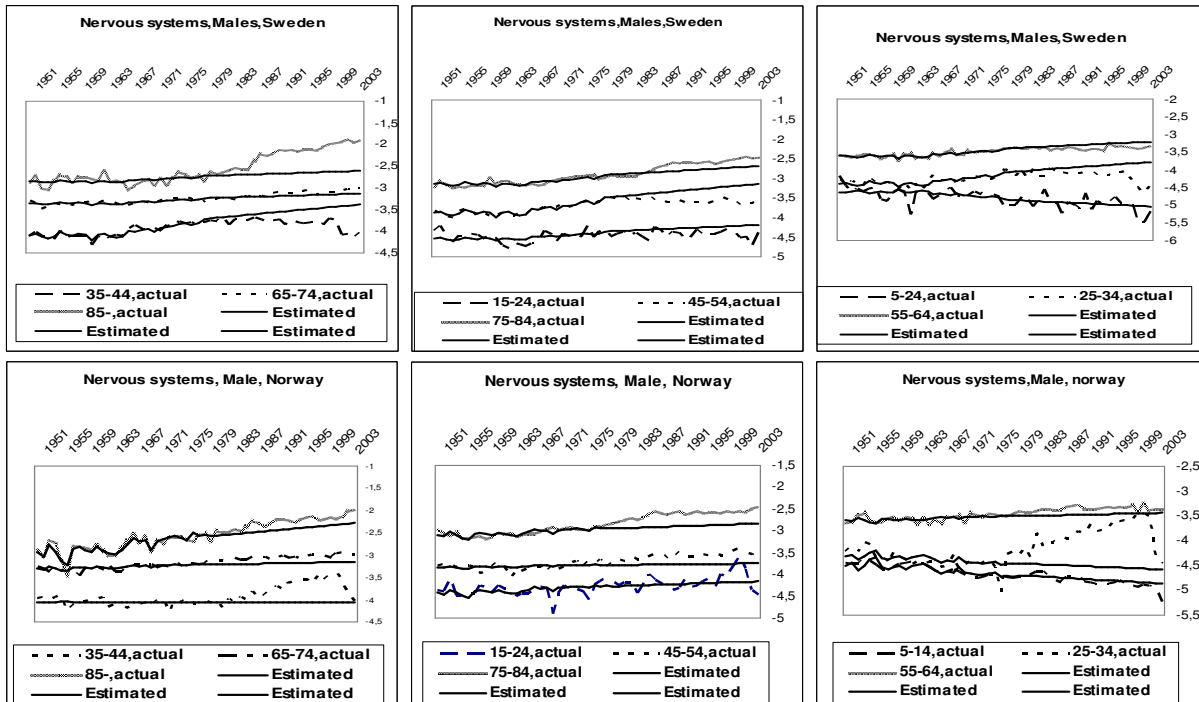 Nervous systems,Males,Sweden
1951 1955 1959 1963 1967 1971 1975 1979 1983 1987 1991 1995 1999 2003
-1
-1,5
-2
-2,5
-3
-3,5
-4
-4,5
35-44,actual 65-74,actual
85-,actual Estimated
Estimated Estimated
Nervous systems,Males,Sweden
1951 1955 1959 1963 1967 1971 1975 1979 1983 1987 1991 1995 1999 2003
-1
-1,5
-2
-2,5
-3
-3,5
-4
-4,5
-5
15-24,actual 45-54,actual
75-84,actual Estimated
Estimated Estimated
Nervous systems,Males,Sweden
1951 1955 1959 1963 1967 1971 1975 1979 1983 1987 1991 1995 1999 2003
-2
-2,5
-3
-3,5
-4
-4,5
-5
-5,5
-6
5-24,actual 25-34,actual
55-64,actual Estimated
Estimated Estimated
Nervous systems, Male, Norway
1951 1955 1959 1963 1967 1971 1975 1979 1983 1987 1991 1995 1999 2003
-1
-1,5
-2
-2,5
-3
-3,5
-4
-4,5
35-44,actual 65-74,actual
85-,actual Estimated
Estimated Estimated
Nervous systems, Male, Norway
1951 1955 1959 1963 1967 1971 1975 1979 1983 1987 1991 1995 1999 2003
-1,5
-2
-2,5
-3
-3,5
-4
-4,5
-5
15-24,actual 45-54,actual
75-84,actual Estimated
Estimated Estimated
Nervous systems,Male, norway
1951 1955 1959 1963 1967 1971 1975 1979 1983 1987 1991 1995 1999 2003
-2,5
-3
-3,5
-4
-4,5
-5
-5,5
5-14,actual 25-34,actual
55-64,actual Estimated
Estimated Estimated